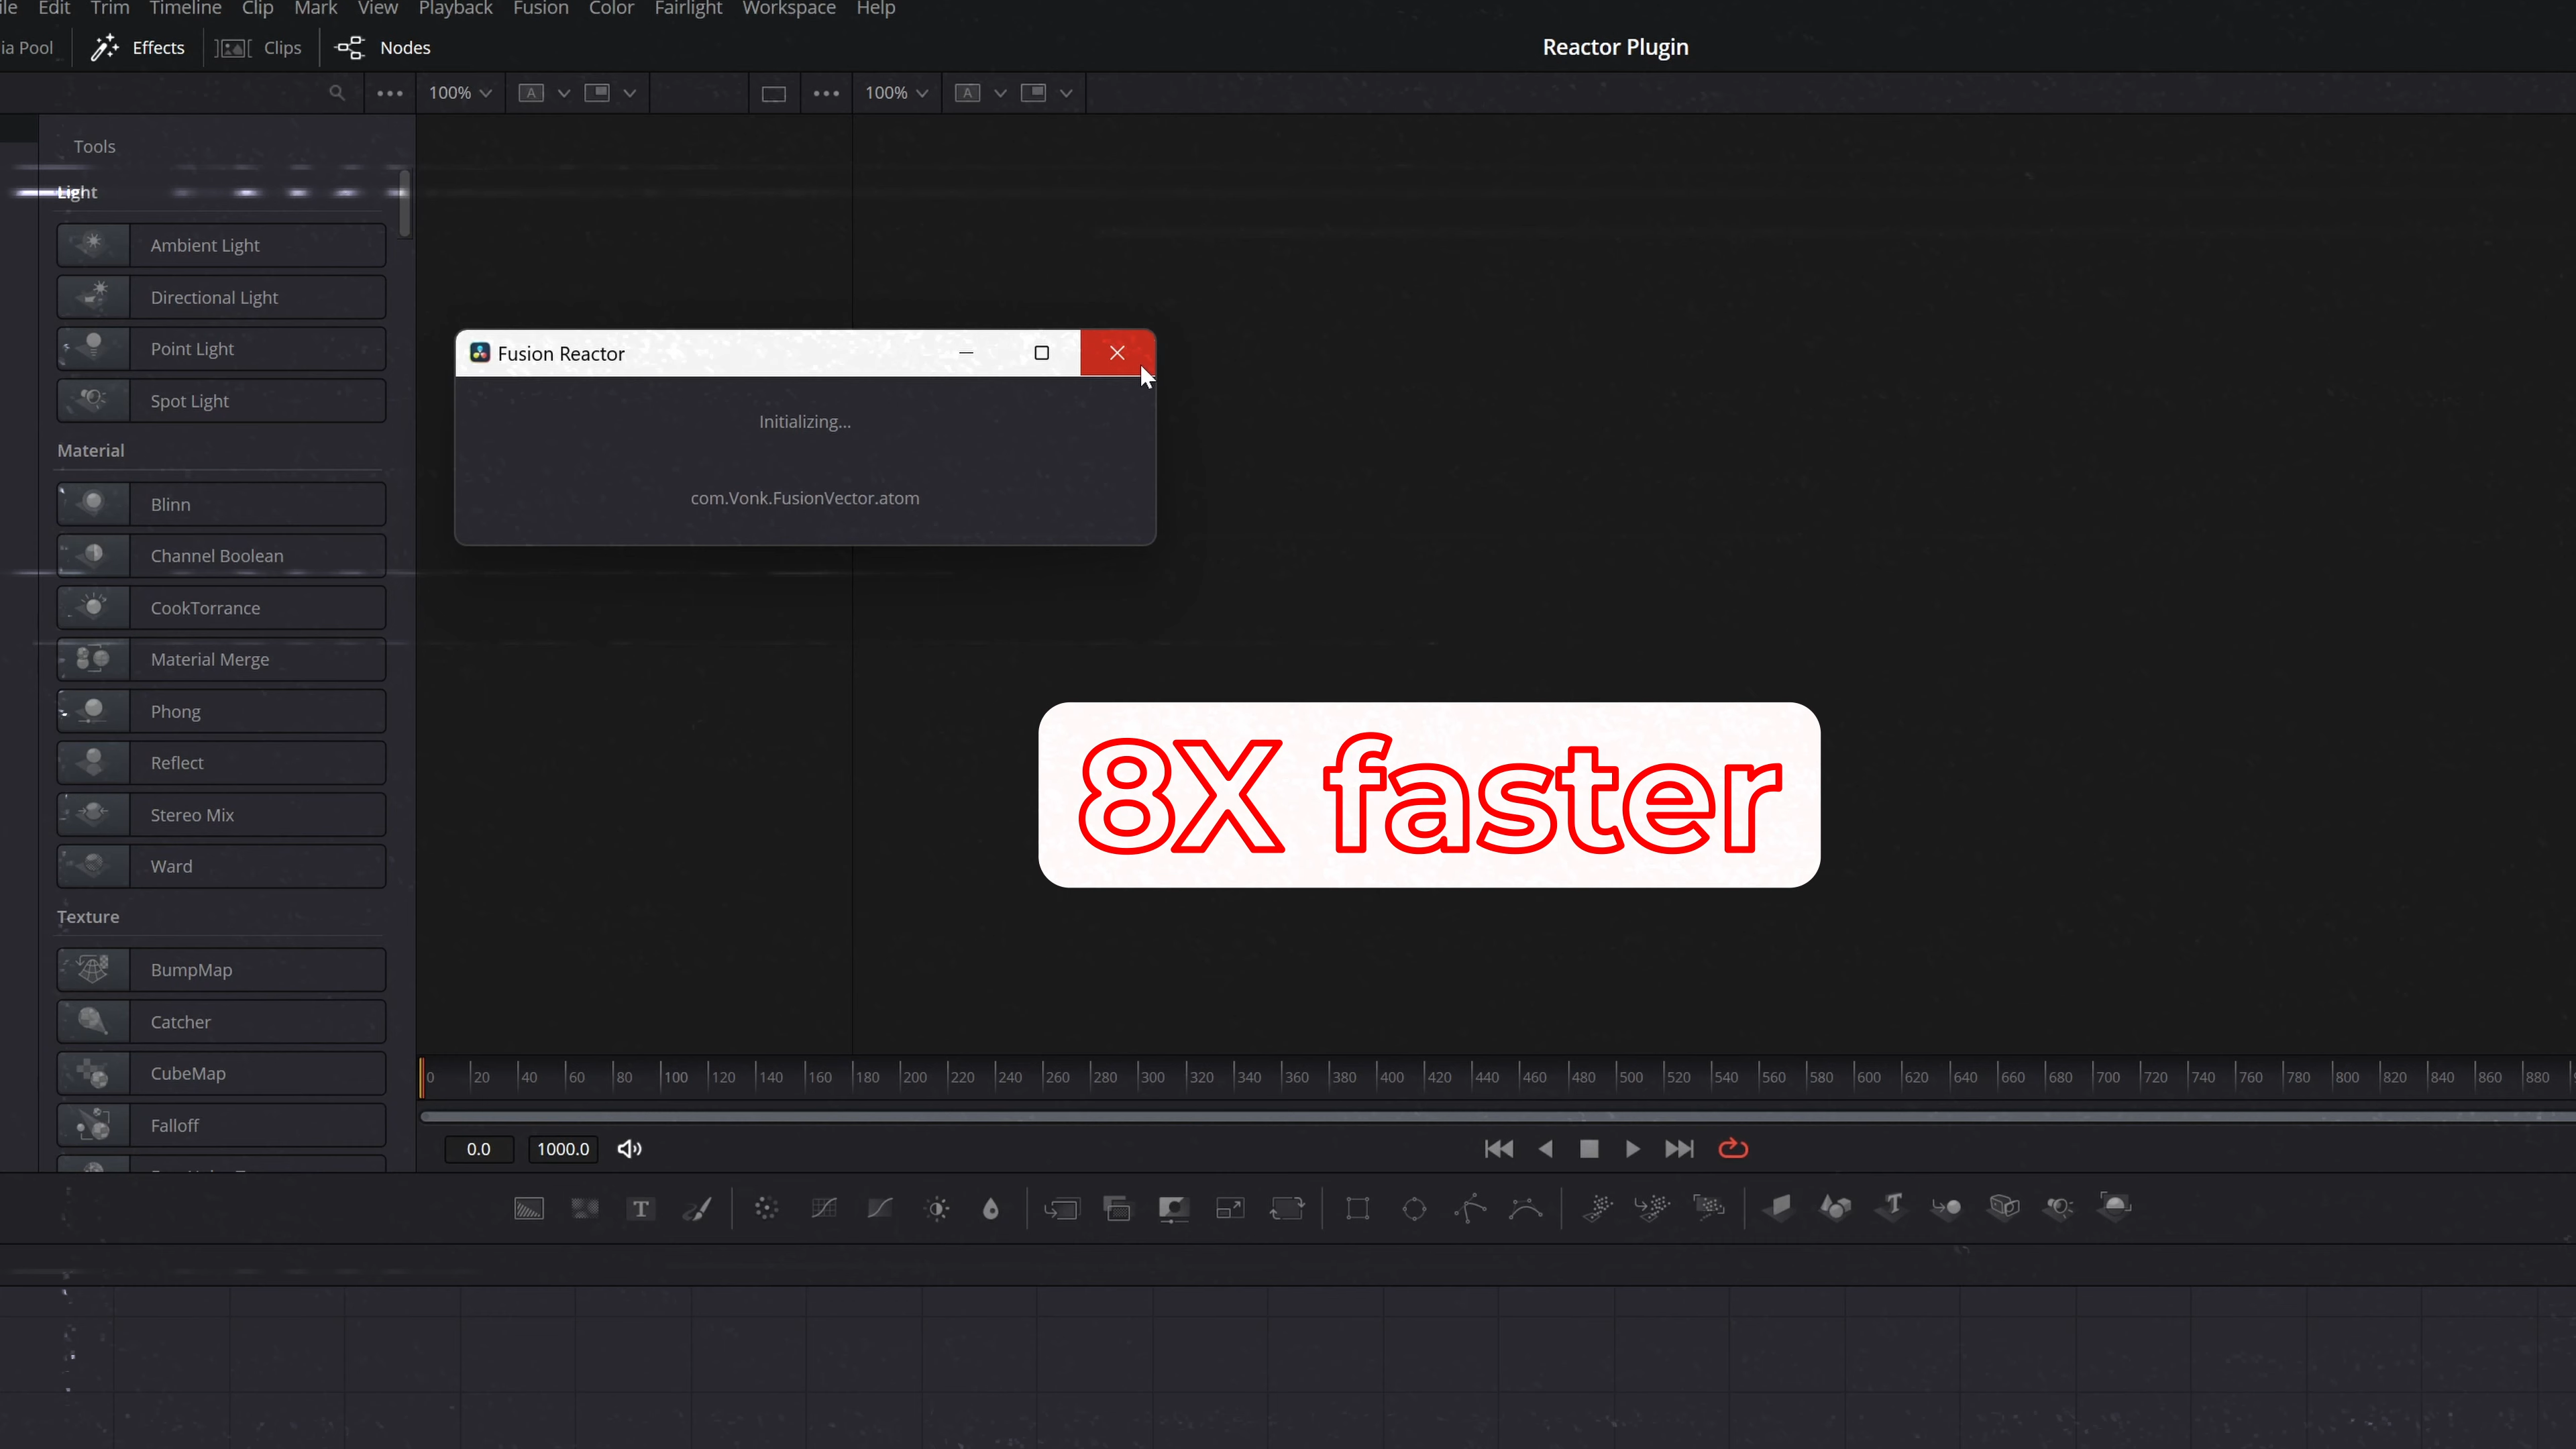 Edit Trim Timeline Clip Mark View Playback Fusion Color Fairlight Workspace Help
Pool Effects Clips Nodes Reactor Plugin
100% A 100% A
Tools
Light
Ambient Light
Directional Light
Point Light
Spot Light
Material
Blinn
Channel Boolean
CookTorrance
Material Merge
Phong
Reflect
Stereo Mix
Ward
Texture
BumpMap
Catcher
CubeMap
Falloff
Fusion Reactor
Initializing...
com.Vonk.FusionVector.atom
8X faster
0 20 40 60 80 100 120 140 160 180 200 220 240 260 280 300 320 340 360 380 400 420 440 460 480 500 520 540 560 580 600 620 640 660 680 700 720 740 760 780 800 820 840 860 880
0.0 1000.0
T T